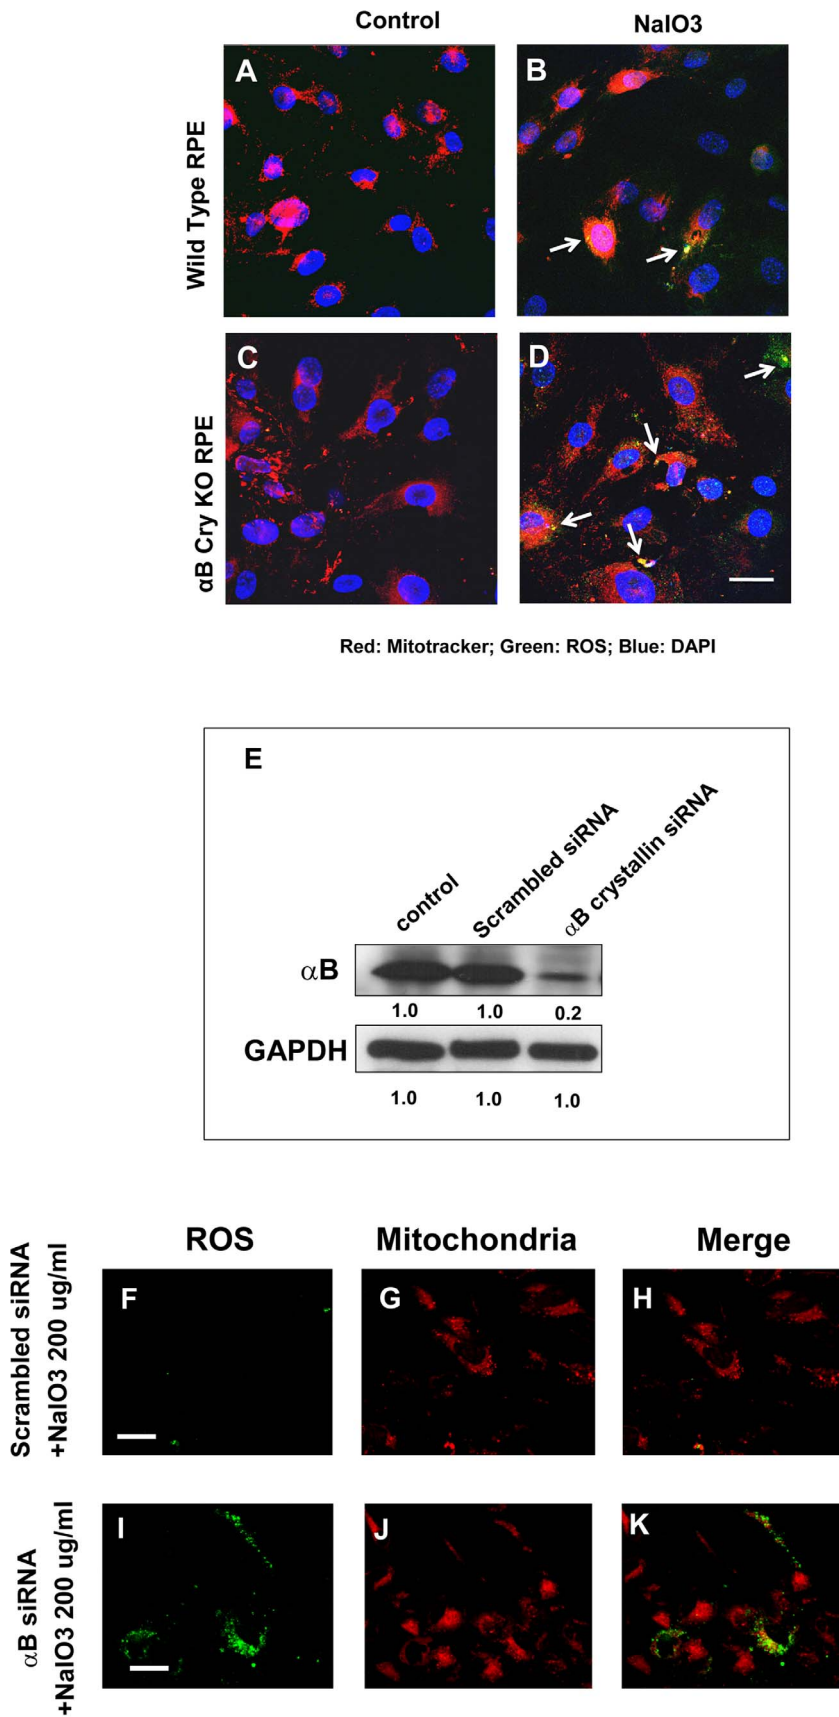 Control NaIO3
Wild Type RPE
A B
αB Cry KO RPE
C D
Red: Mitotracker; Green: ROS; Blue: DAPI
E
control Scrambled siRNA αB crystallin siRNA
αB
1.0 1.0 0.2
GAPDH
1.0 1.0 1.0
ROS Mitochondria Merge
Scrambled siRNA
+NaIO3 200 ug/ml
F G H
αB siRNA
+NaIO3 200 ug/ml
I J K